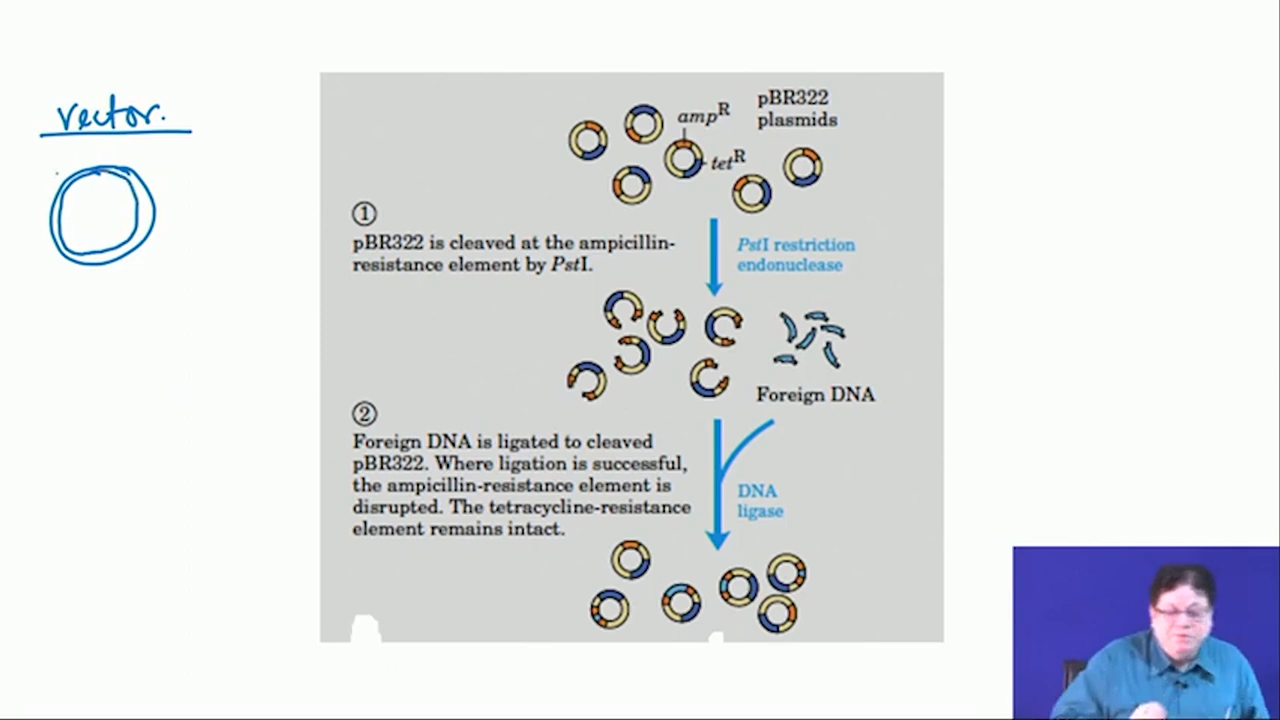 vector.
amp^R
pBR322
plasmids
tet^R
①
pBR322 is cleaved at the ampicillin-
resistance element by PstI.
PstI restriction
endonuclease
Foreign DNA
②
Foreign DNA is ligated to cleaved
pBR322. Where ligation is successful,
the ampicillin-resistance element is
disrupted. The tetracycline-resistance
element remains intact.
DNA
ligase